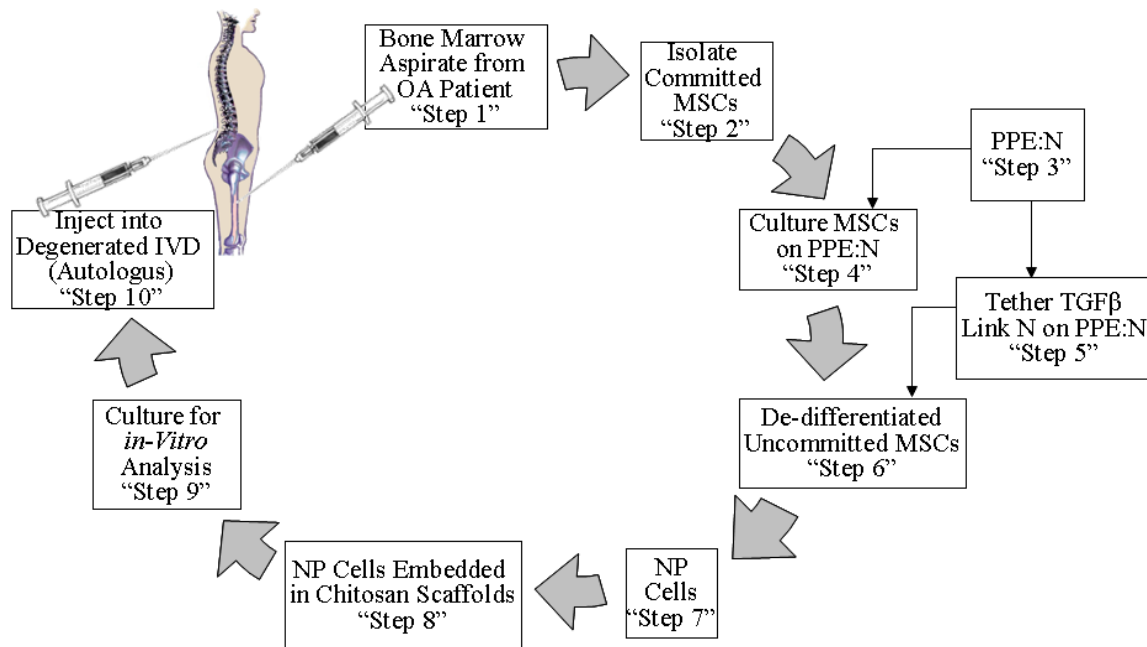 Bone Marrow
Aspirate from
OA Patient
“Step 1”
Isolate
Committed
MSCs
“Step 2”
PPE:N
“Step 3”
Culture MSCs
on PPE:N
“Step 4”
Tether TGFβ
Link N on PPE:N
“Step 5”
De-differentiated
Uncommitted MSCs
“Step 6”
NP
Cells
“Step 7”
NP Cells Embedded
in Chitosan Scaffolds
“Step 8”
Culture for
in-Vitro
Analysis
“Step 9”
Inject into
Degenerated IVD
(Autologus)
“Step 10”